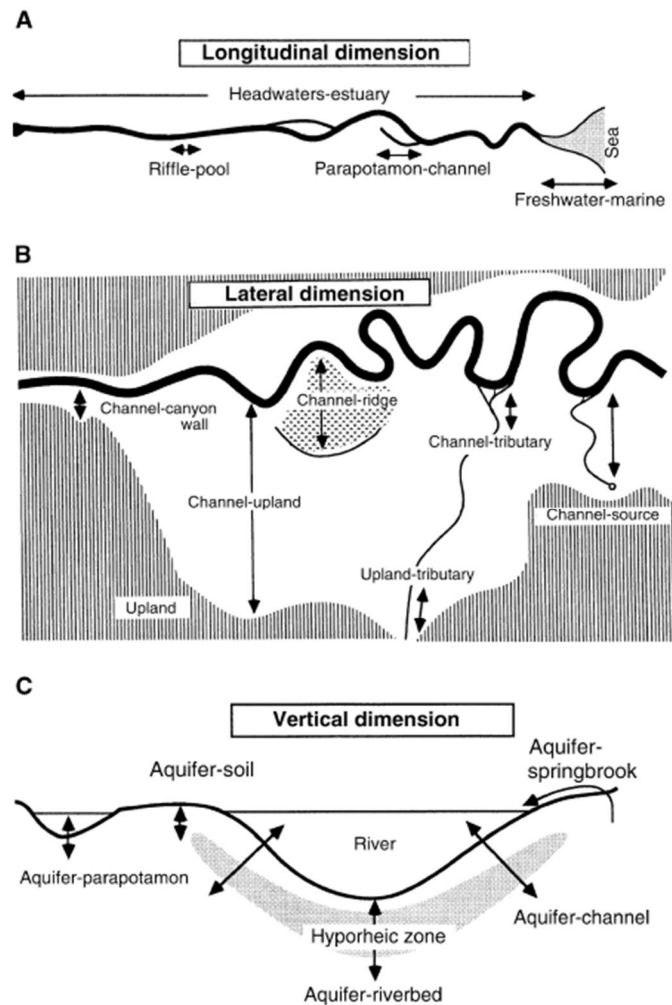 A
Longitudinal dimension
Headwaters-estuary
Riffle-pool
Parapotamon-channel
Sea
Freshwater-marine
B
Lateral dimension
Channel-canyon
wall
Channel-ridge
Channel-tributary
Channel-upland
Channel-source
Upland-tributary
Upland
C
Vertical dimension
Aquifer-
springbrook
Aquifer-soil
River
Aquifer-parapotamon
Aquifer-channel
Hyporheic zone
Aquifer-riverbed